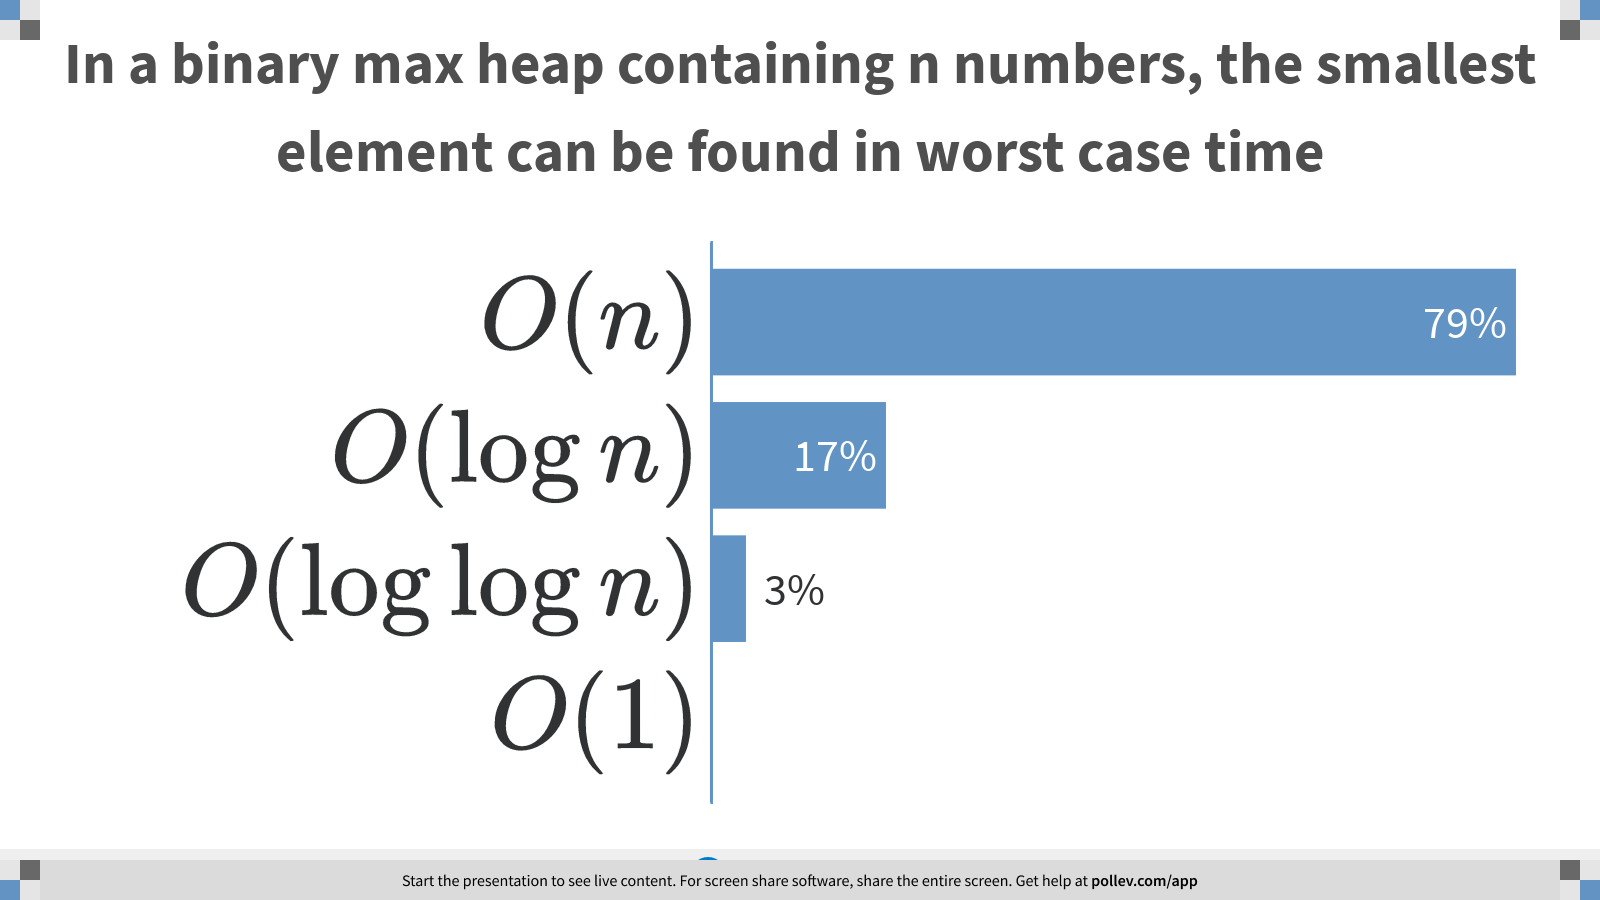 In a binary max heap containing n numbers, the smallest
element can be found in worst case time
O(n)
79%
O(log n)
17%
O(log log n)
3%
O(1)
Start the presentation to see live content. For screen share software, share the entire screen. Get help at pollev.com/app